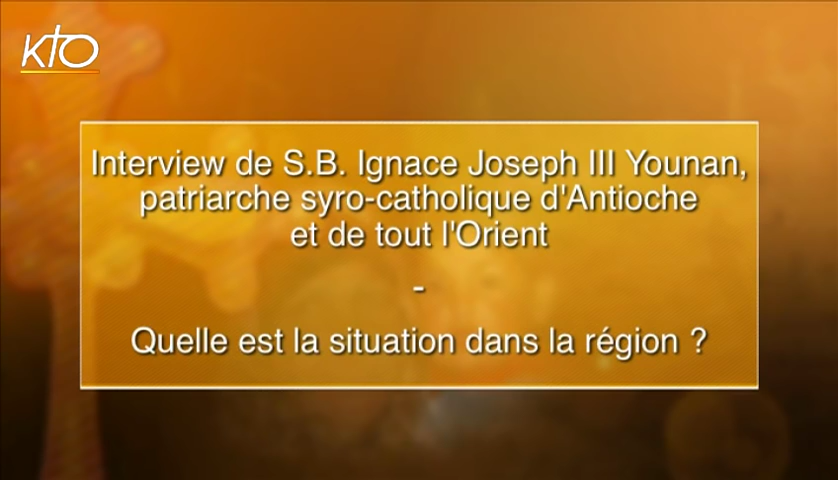 KTO
Interview de S.B. Ignace Joseph III Younan,
patriarche syro-catholique d'Antioche
et de tout l'Orient
-
Quelle est la situation dans la région ?